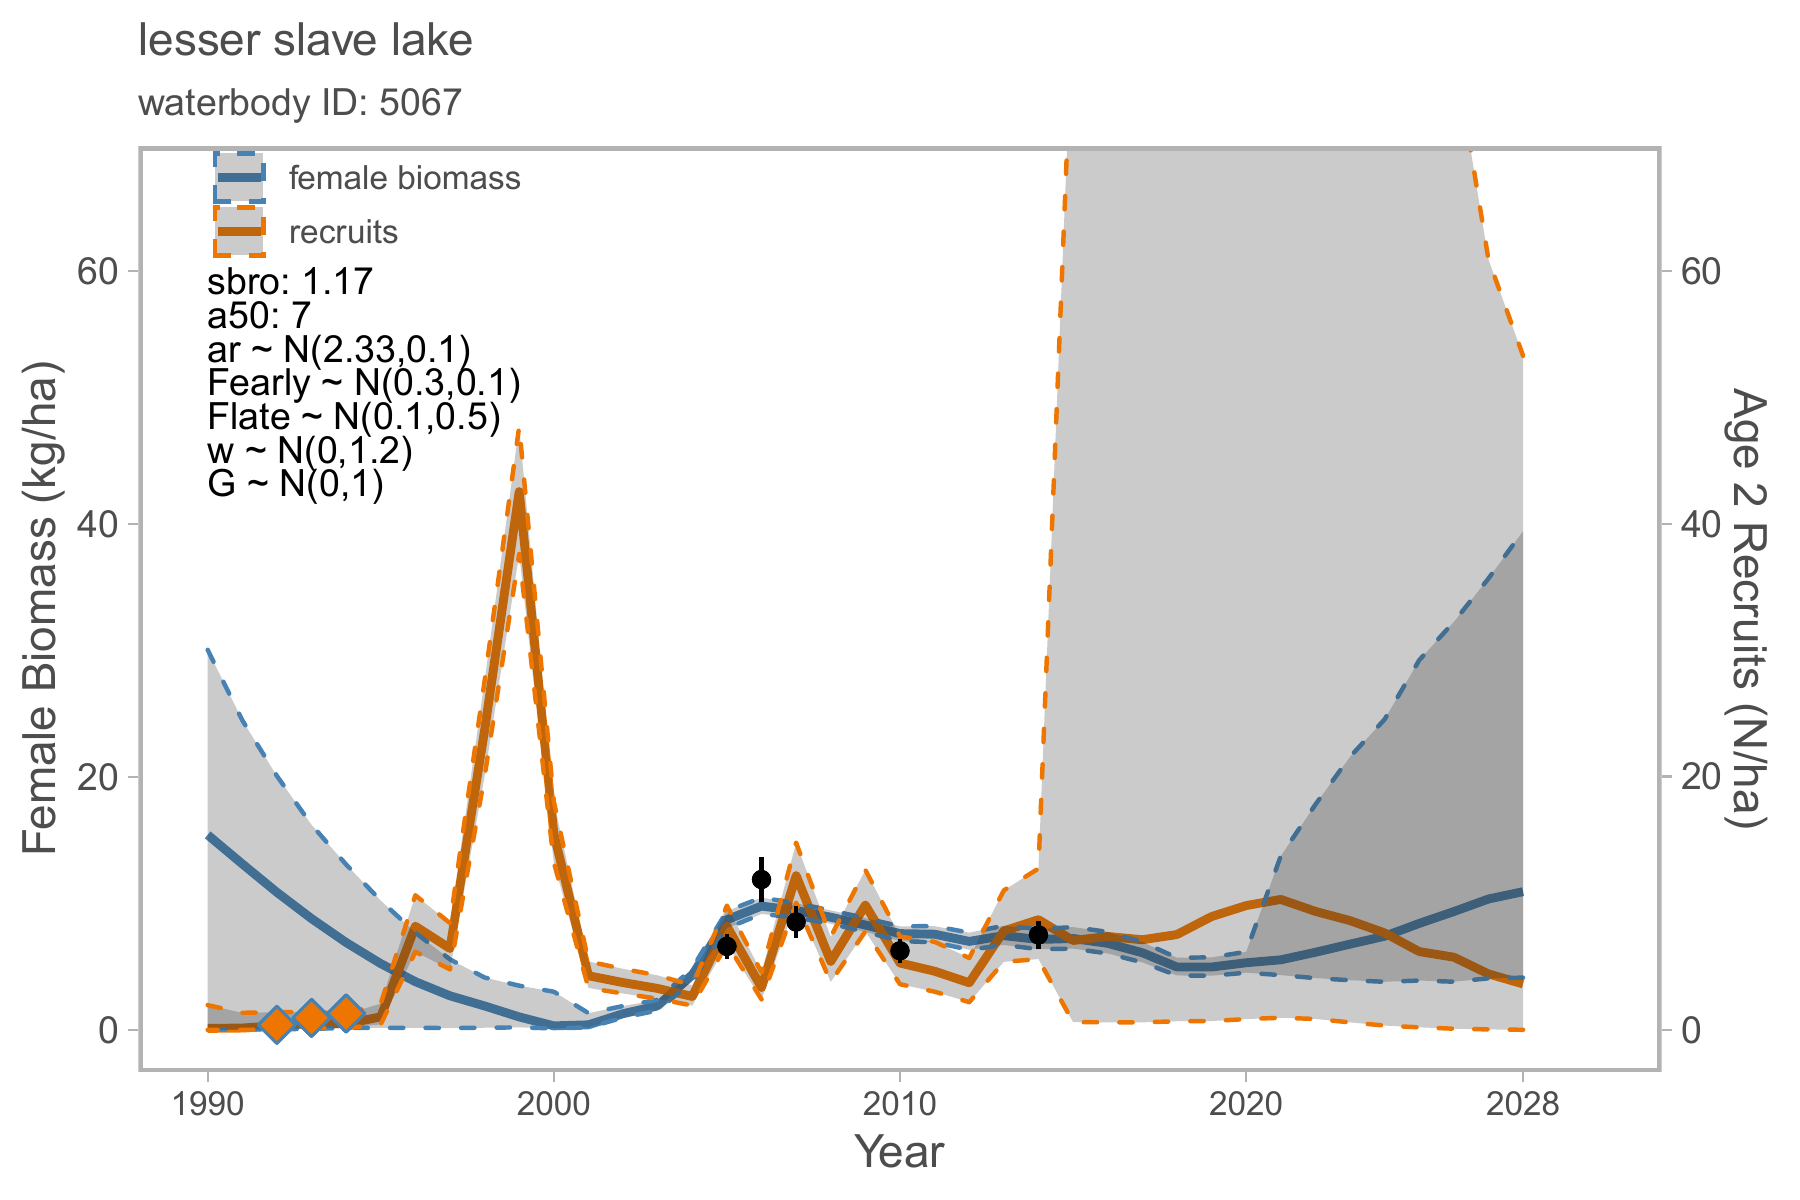 lesser slave lake
waterbody ID: 5067
female biomass
recruits
sbro: 1.17
a50: 7
ar ~ N(2.33,0.1)
Fearly ~ N(0.3,0.1)
Flate ~ N(0.1,0.5)
w ~ N(0,1.2)
G ~ N(0,1)
Female Biomass (kg/ha)
60
40
20
0
60
40
20
0
Age 2 Recruits (N/ha)
1990 2000 2010 2020 2028
Year